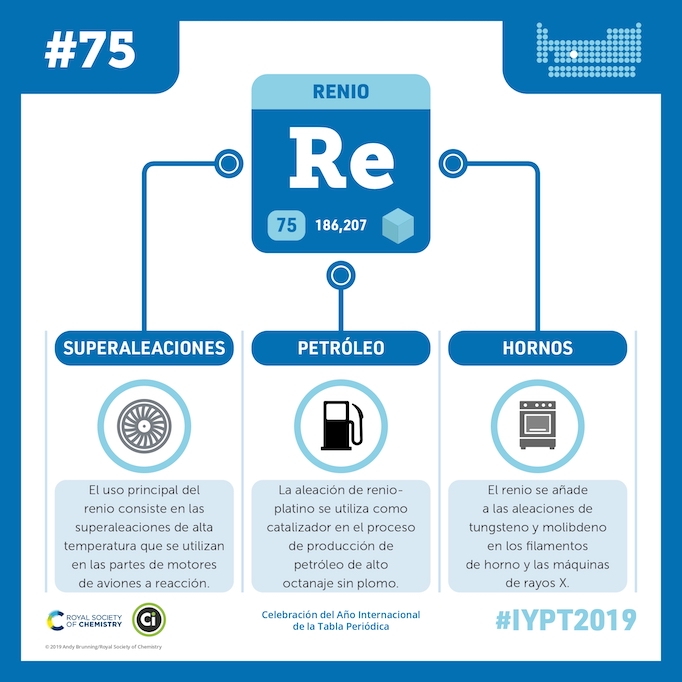 #75
RENIO
Re
75 186,207
SUPERALEACIONES
El uso principal del
renio consiste en las
superaleaciones de alta
temperatura que se utilizan
en las partes de motores
de aviones a reacción.
PETRÓLEO
La aleación de renio-
platino se utiliza como
catalizador en el proceso
de producción de
petróleo de alto
octanaje sin plomo.
HORNOS
El renio se añade
a las aleaciones de
tungsteno y molibdeno
en los filamentos
de horno y las máquinas
de rayos X.
ROYAL SOCIETY
OF CHEMISTRY
Ci
Celebración del Año Internacional
de la Tabla Periódica
#IYPT2019
© 2019 Andy Brunning/Royal Society of Chemistry